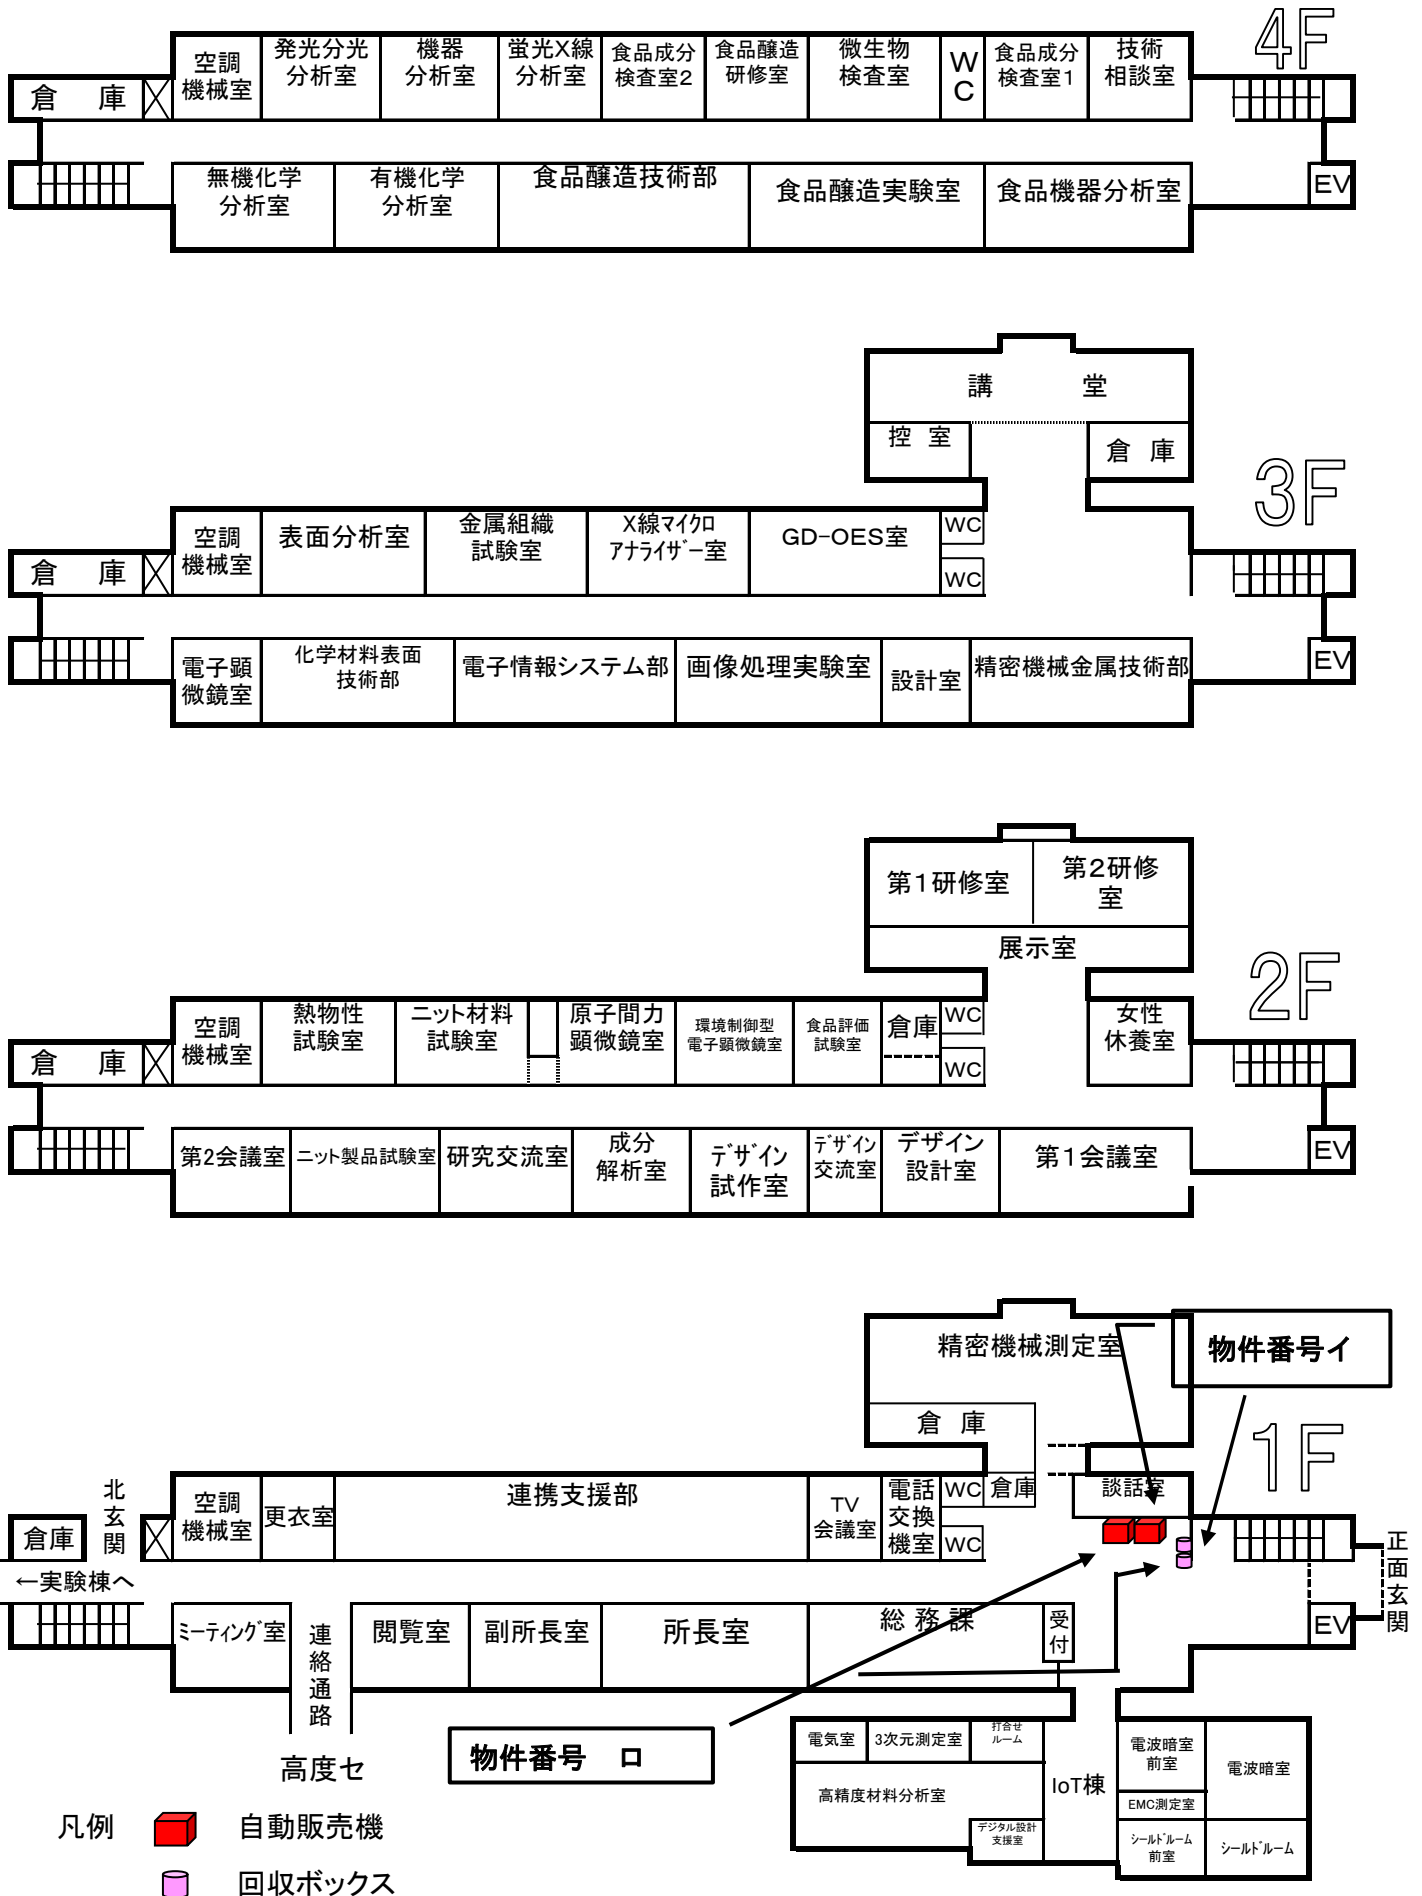 4F
空調
機械室
発光分光
分析室
機器
分析室
蛍光X線
分析室
食品成分
検査室2
食品醸造
研修室
微生物
検査室
W
C
食品成分
検査室1
技術
相談室
倉 庫
無機化学
分析室
有機化学
分析室
食品醸造技術部
食品醸造実験室
食品機器分析室
EV
講 堂
控 室
倉 庫
3F
空調
機械室
表面分析室
金属組織
試験室
X線マイクロ
アナライザー室
GD-OES室
WC
WC
倉 庫
電子顕
微鏡室
化学材料表面
技術部
電子情報システム部
画像処理実験室
設計室
精密機械金属技術部
EV
第1研修室
第2研修
室
展示室
2F
空調
機械室
熱物性
試験室
ニット材料
試験室
原子間力
顕微鏡室
環境制御型
電子顕微鏡室
食品評価
試験室
倉庫
WC
WC
女性
休養室
倉 庫
第2会議室
ニット製品試験室
研究交流室
成分
解析室
デザイン
試作室
デザイン
交流室
デザイン
設計室
第1会議室
EV
精密機械測定室
物件番号イ
倉 庫
1F
北玄関
空調
機械室
更衣室
連携支援部
TV
会議室
電話
交換
機室
WC
WC
倉庫
談話室
倉庫
正面玄関
←実験棟へ
ミーティング室
連絡通路
閲覧室
副所長室
所長室
総務課
受付
EV
物件番号 ロ
高度セ
電気室
3次元測定室
打合せ
ルーム
高精度材料分析室
デジタル設計
支援室
IoT棟
電波暗室
前室
電波暗室
EMC測定室
シールドルーム
前室
シールドルーム
凡例
自動販売機
回収ボックス